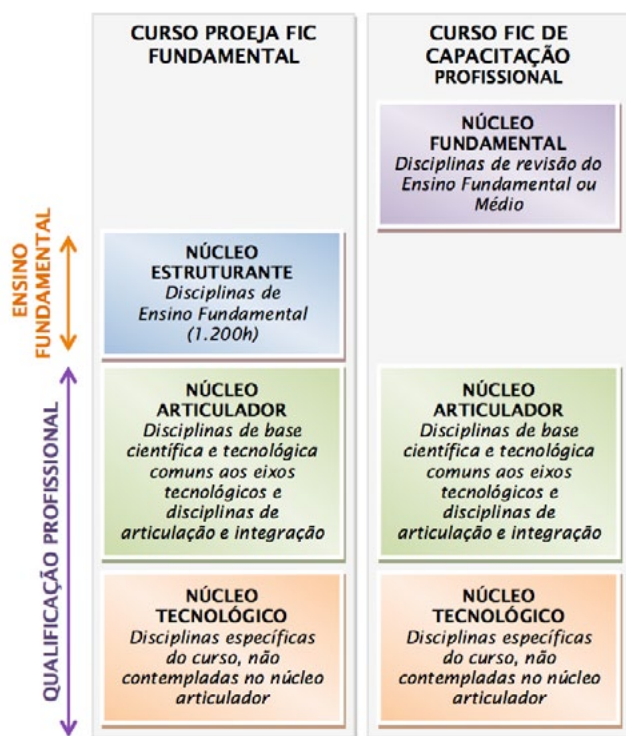 CURSO PROEJA FIC
FUNDAMENTAL
CURSO FIC DE
CAPACITAÇÃO
PROFISSIONAL
NÚCLEO
FUNDAMENTAL
Disciplinas de revisão do
Ensino Fundamental ou
Médio
ENSINO
FUNDAMENTAL
NÚCLEO
ESTRUTURANTE
Disciplinas de
Ensino Fundamental
(1.200h)
QUALIFICAÇÃO PROFISSIONAL
NÚCLEO
ARTICULADOR
Disciplinas de base
científica e tecnológica
comuns aos eixos
tecnológicos e
disciplinas de
articulação e integração
NÚCLEO
ARTICULADOR
Disciplinas de base
científica e tecnológica
comuns aos eixos
tecnológicos e
disciplinas de
articulação e integração
NÚCLEO
TECNOLÓGICO
Disciplinas específicas
do curso, não
contempladas no núcleo
articulador
NÚCLEO
TECNOLÓGICO
Disciplinas específicas
do curso, não
contempladas no núcleo
articulador